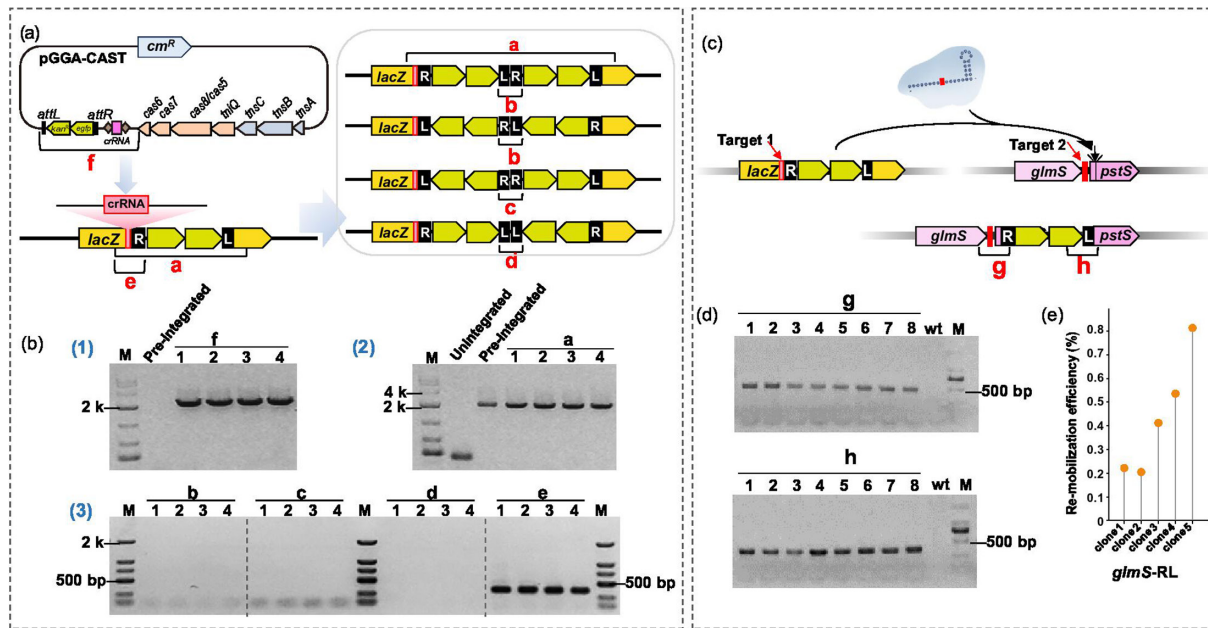 (a)
pGGA-CAST
cmR
attL
kanR
egfp
attR
crRNA
cas6
cas7
cas8/cas5
tniQ
tnsC
tnsB
tnsA
f
crRNA
lacZ R L
e
a
a
lacZ R L R L
b
lacZ L R L R
b
lacZ L R R R
c
lacZ R L L R
d
(b)
(1)
M Pre-Integrated f
1 2 3 4
2 k
(2)
M UnIntegrated Pre-Integrated a
1 2 3 4
4 k
2 k
(3)
b c d e
M 1 2 3 4 1 2 3 4 M 1 2 3 4 1 2 3 4 M
2 k
500 bp
500 bp
(c)
Target 1
lacZ R L
Target 2
glmS pstS
glmS R L pstS
g h
(d)
g
1 2 3 4 5 6 7 8 wt M
500 bp
h
1 2 3 4 5 6 7 8 wt M
500 bp
(e)
Re-mobilization efficiency (%)
0.8
0.7
0.6
0.5
0.4
0.3
0.2
0.1
0
clone1 clone2 clone3 clone4 clone5
glmS-RL